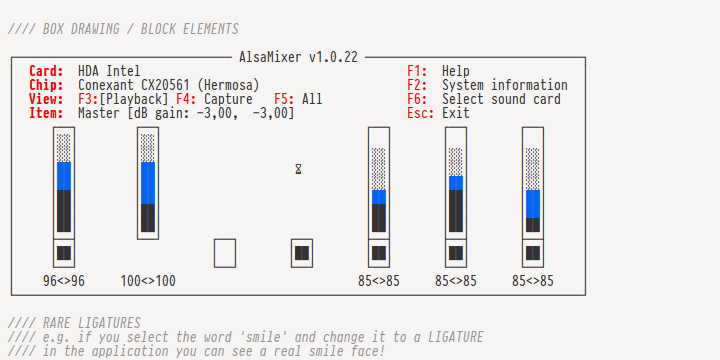 //// BOX DRAWING / BLOCK ELEMENTS
AlsaMixer v1.0.22
Card: HDA Intel F1: Help
Chip: Conexant CX20561 (Hermosa) F2: System information
View: F3:[Playback] F4: Capture F5: All F6: Select sound card
Item: Master [dB gain: -3,00, -3,00] Esc: Exit
96<>96 100<>100 85<>85 85<>85 85<>85
//// RARE LIGATURES
//// e.g. if you select the word 'smile' and change it to a LIGATURE
//// in the application you can see a real smile face!